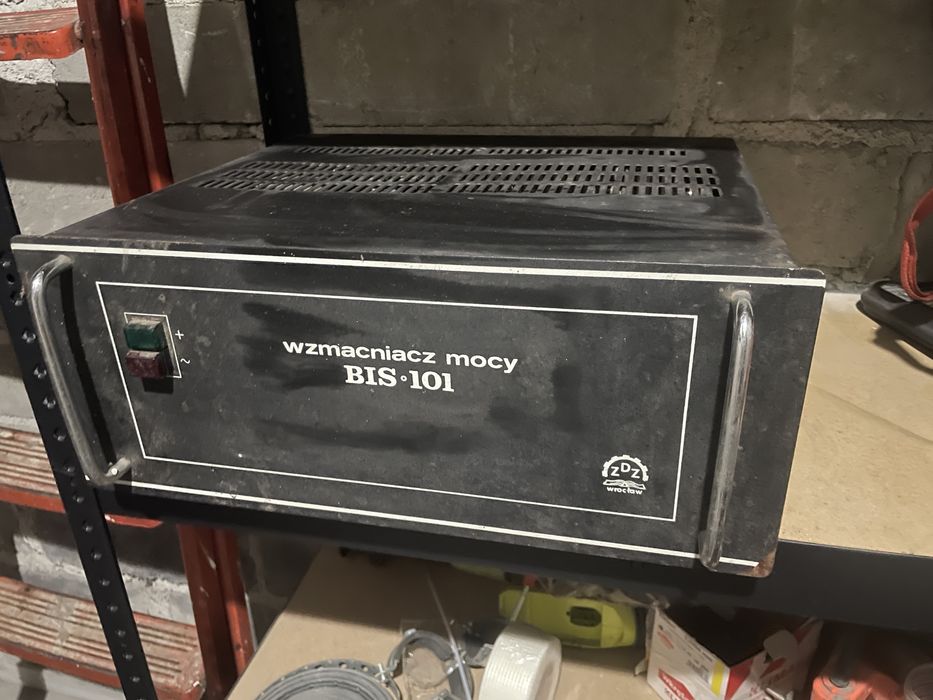 +
~
wzmacniacz mocy
BIS·101
ZDZ
wrocław